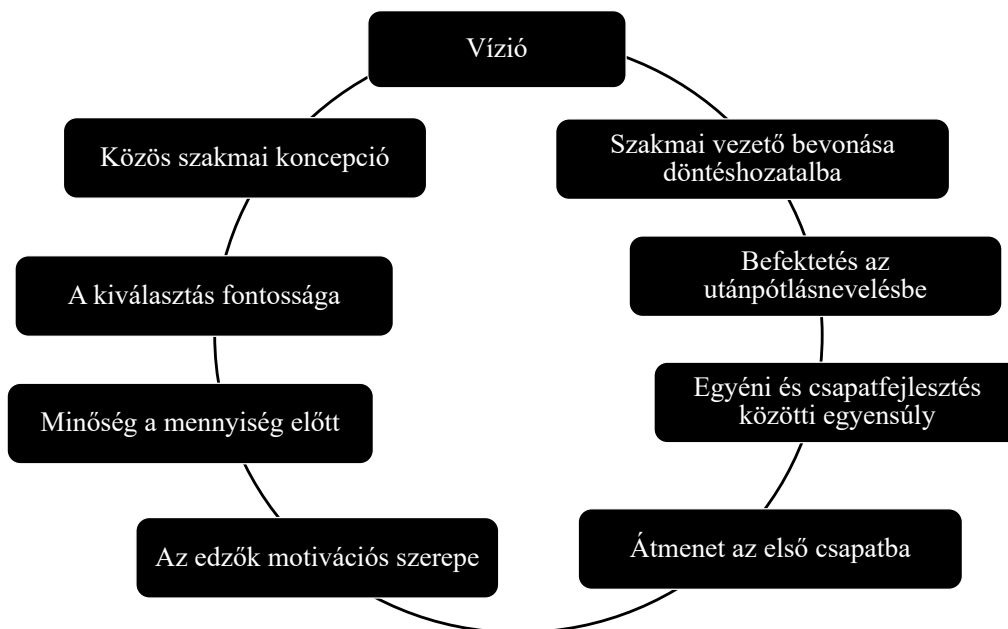 Vízió
Szakmai vezető bevonása
döntéshozatalba
Befektetés az
utánpótlásnevelésbe
Egyéni és csapatfejlesztés
közötti egyensúly
Átmenet az első csapatba
Az edzők motivációs szerepe
Minőség a mennyiség előtt
A kiválasztás fontossága
Közös szakmai koncepció